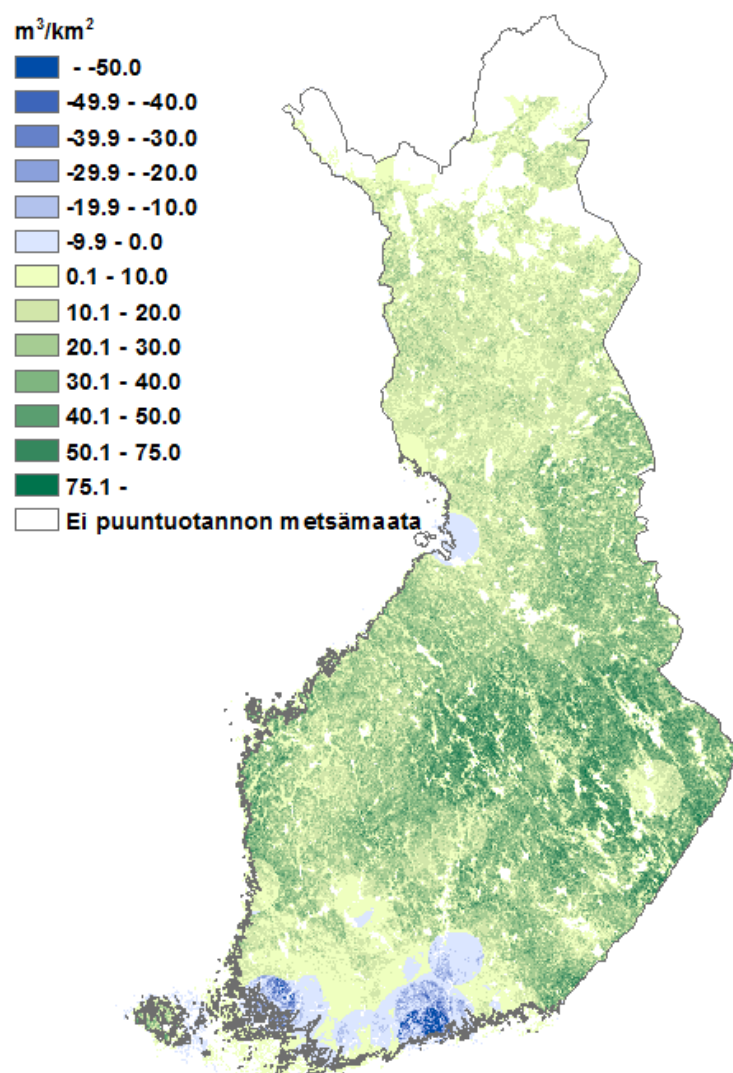 m³/km²
- -50.0
-49.9 - -40.0
-39.9 - -30.0
-29.9 - -20.0
-19.9 - -10.0
-9.9 - 0.0
0.1 - 10.0
10.1 - 20.0
20.1 - 30.0
30.1 - 40.0
40.1 - 50.0
50.1 - 75.0
75.1 -
Ei puuntuotannon metsämaata